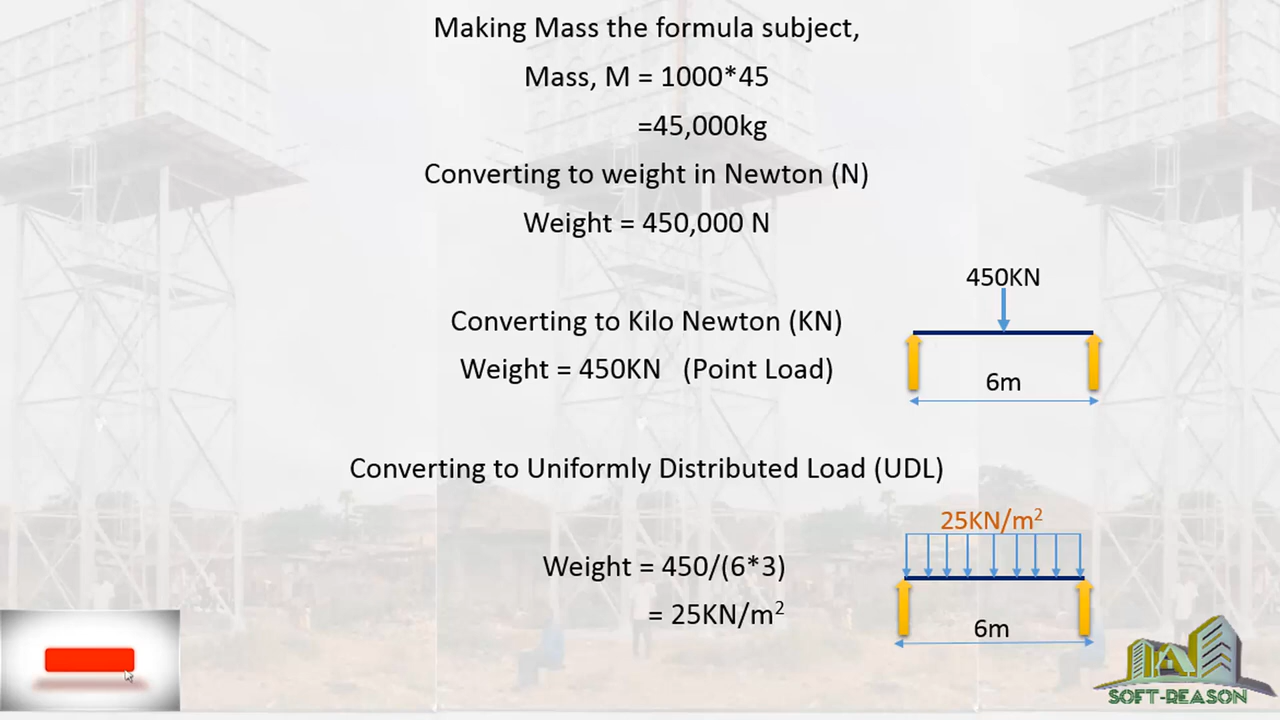 Making Mass the formula subject,
Mass, M = 1000*45
=45,000kg
Converting to weight in Newton (N)
Weight = 450,000 N
450KN
Converting to Kilo Newton (KN)
Weight = 450KN (Point Load)
6m
Converting to Uniformly Distributed Load (UDL)
25KN/m²
Weight = 450/(6*3)
= 25KN/m²
6m
SOFT-REASON